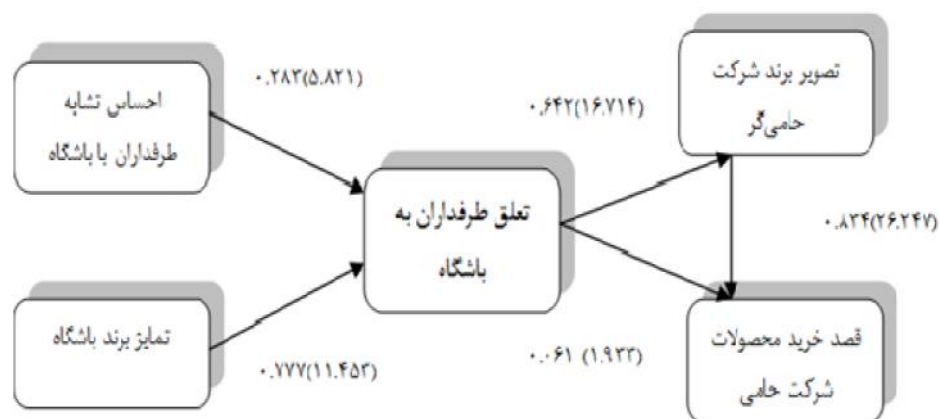 احساس تشابه
طرفداران با باشگاه
۰.۲۸۳(۵.۸۲۱)
تصویر برند شرکت
حامی‌گر
۰.۶۴۲(۱۶.۷۱۴)
تعلق طرفداران به
باشگاه
۰.۸۳۴(۲۶.۲۴۷)
تمایز برند باشگاه
۰.۷۷۷(۱۱.۴۵۳)
۰.۰۶۱ (۱.۹۳۳)
قصد خرید محصولات
شرکت حامی